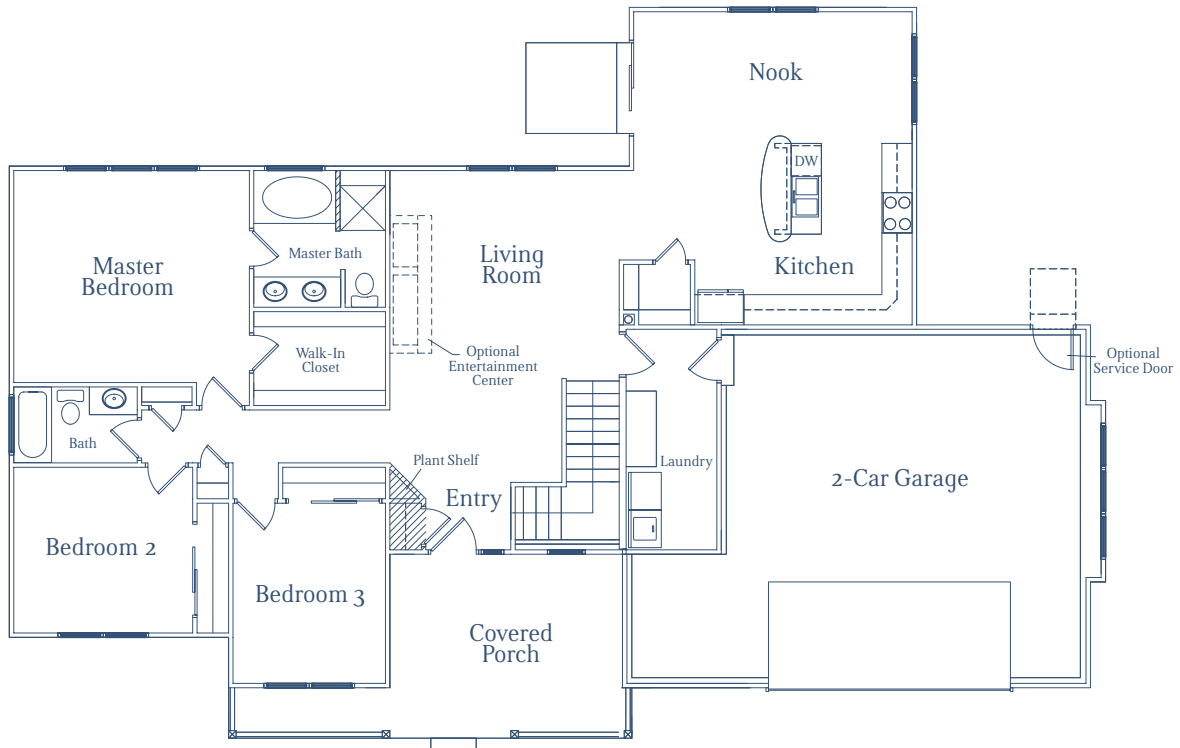 Nook
DW
Kitchen
Living
Room
Master Bath
Master
Bedroom
Walk-In
Closet
Optional
Entertainment
Center
Optional
Service Door
Bath
Plant Shelf
Laundry
Entry
2-Car Garage
Bedroom 2
Bedroom 3
Covered
Porch